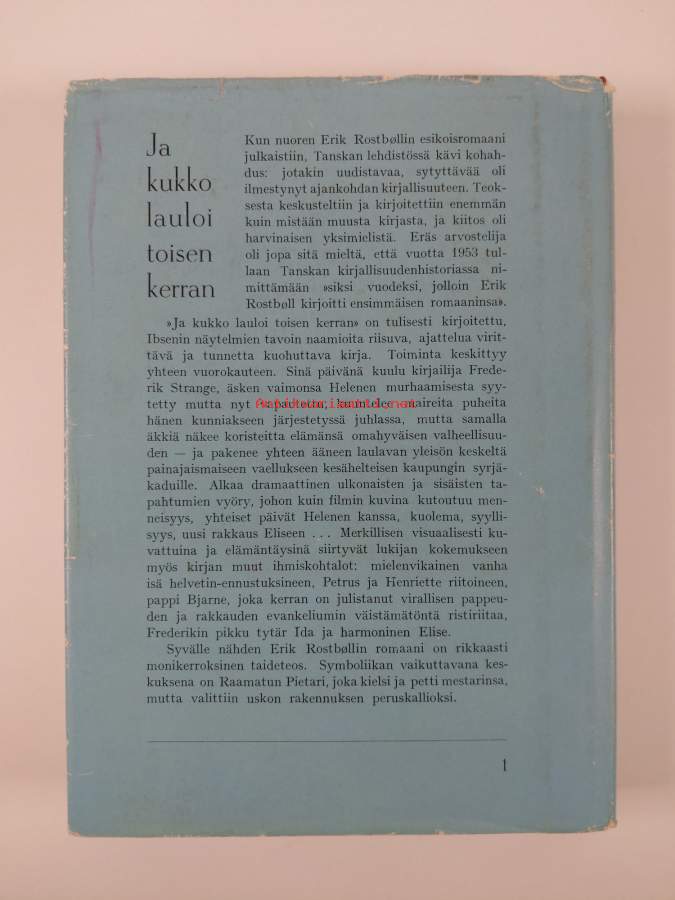 Ja
kukko
lauloi
toisen
kerran
Kun nuoren Erik Rostbøllin esikoisromaani
julkaistiin, Tanskan lehdistössä kävi kohah-
dus: jotakin uudistavaa, sytyttävää oli
ilmestynyt ajankohdan kirjallisuuteen. Teok-
sesta keskusteltiin ja kirjoitettiin enemmän
kuin mistään muusta kirjasta, ja kiitos oli
harvinaisen yksimielistä. Eräs arvostelija
oli jopa sitä mieltä, että vuotta 1953 tul-
laan Tanskan kirjallisuudenhistoriassa ni-
mittämään »siksi vuodeksi, jolloin Erik
Rostbøll kirjoitti ensimmäisen romaaninsa».
»Ja kukko lauloi toisen kerran» on tulisesti kirjoitettu,
Ibsenin näytelmien tavoin naamioita riisuva, ajattelua virit-
tävä ja tunnetta kuohuttava kirja. Toiminta keskittyy
yhteen vuorokauteen. Sinä päivänä kuulu kirjailija Frede-
rik Strange, äsken vaimonsa Helenen murhaamisesta syy-
tetty mutta nyt vapautettu, kuuntelee maireita puheita
Antikvariaatti.net
hänen kunniakseen järjestetyssä juhlassa, mutta samalla
äkkiä näkee koristeitta elämänsä omahyväisen valheellisuu-
den — ja pakenee yhteen ääneen laulavan yleisön keskeltä
painajaismaiseen vaellukseen kesähelteisen kaupungin syrjä-
kaduille. Alkaa dramaattinen ulkonaisten ja sisäisten ta-
pahtumien vyöry, johon kuin filmin kuvina kutoutuu men-
neisyys, yhteiset päivät Helenen kanssa, kuolema, syylli-
syys, uusi rakkaus Eliseen . . . Merkillisen visuaalisesti ku-
vattuina ja elämäntäysinä siirtyvät lukijan kokemukseen
myös kirjan muut ihmiskohtalot: mielenvikainen vanha
isä helvetin-ennustuksineen, Petrus ja Henriette riitoineen,
pappi Bjarne, joka kerran on julistanut virallisen pappeu-
den ja rakkauden evankeliumin väistämätöntä ristiriitaa,
Frederikin pikku tytär Ida ja harmoninen Elise.
Syvälle nähden Erik Rostbøllin romaani on rikkaasti
monikerroksinen taideteos. Symboliikan vaikuttavana kes-
kuksena on Raamatun Pietari, joka kielsi ja petti mestarinsa,
mutta valittiin uskon rakennuksen peruskallioksi.
1